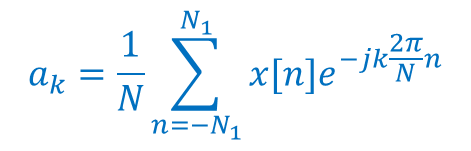 a_k = \frac{1}{N} \sum_{n=-N_1}^{N_1} x[n]e^{-jk\frac{2\pi}{N}n}